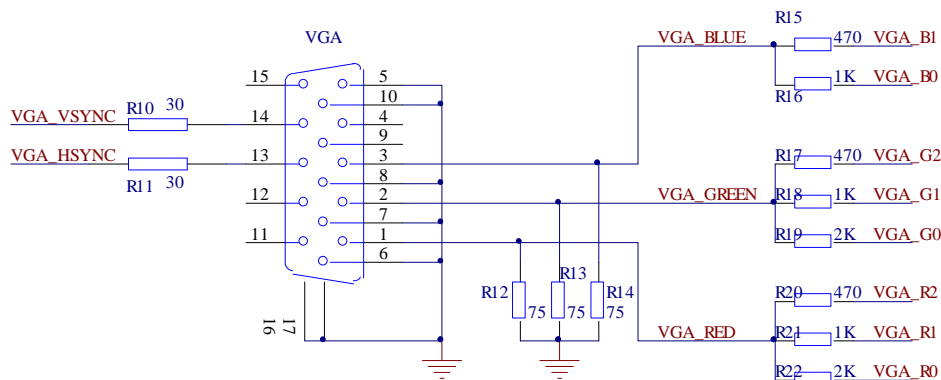 R15
VGA
VGA_BLUE
470
VGA_B1
15
5
1K
VGA_B0
10
R16
R10
30
VGA_VSYNC
14
4
9
VGA_HSYNC
13
3
R17
470
VGA_G2
R11
30
8
12
2
VGA_GREEN
R18
1K
VGA_G1
7
11
1
R19
2K
VGA_G0
6
R13
R12
R14
R20
470
VGA_R2
75
75
75
16
17
VGA_RED
R21
1K
VGA_R1
R22
2K
VGA_R0